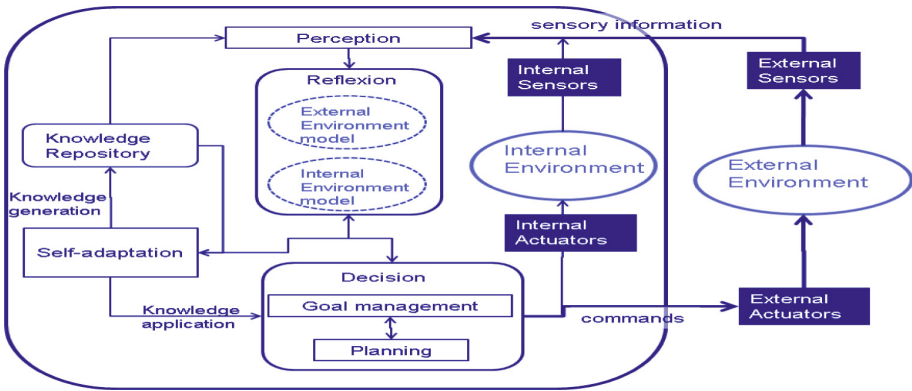 sensory information
Perception
Internal
Sensors
External
Sensors
Reflexion
External
Environment
model
Knowledge
Repository
Internal
Environment
External
Environment
Internal
Environment
model
Knowledge
generation
Internal
Actuators
Self-adaptation
Decision
Goal management
External
Actuators
Knowledge
application
commands
Planning